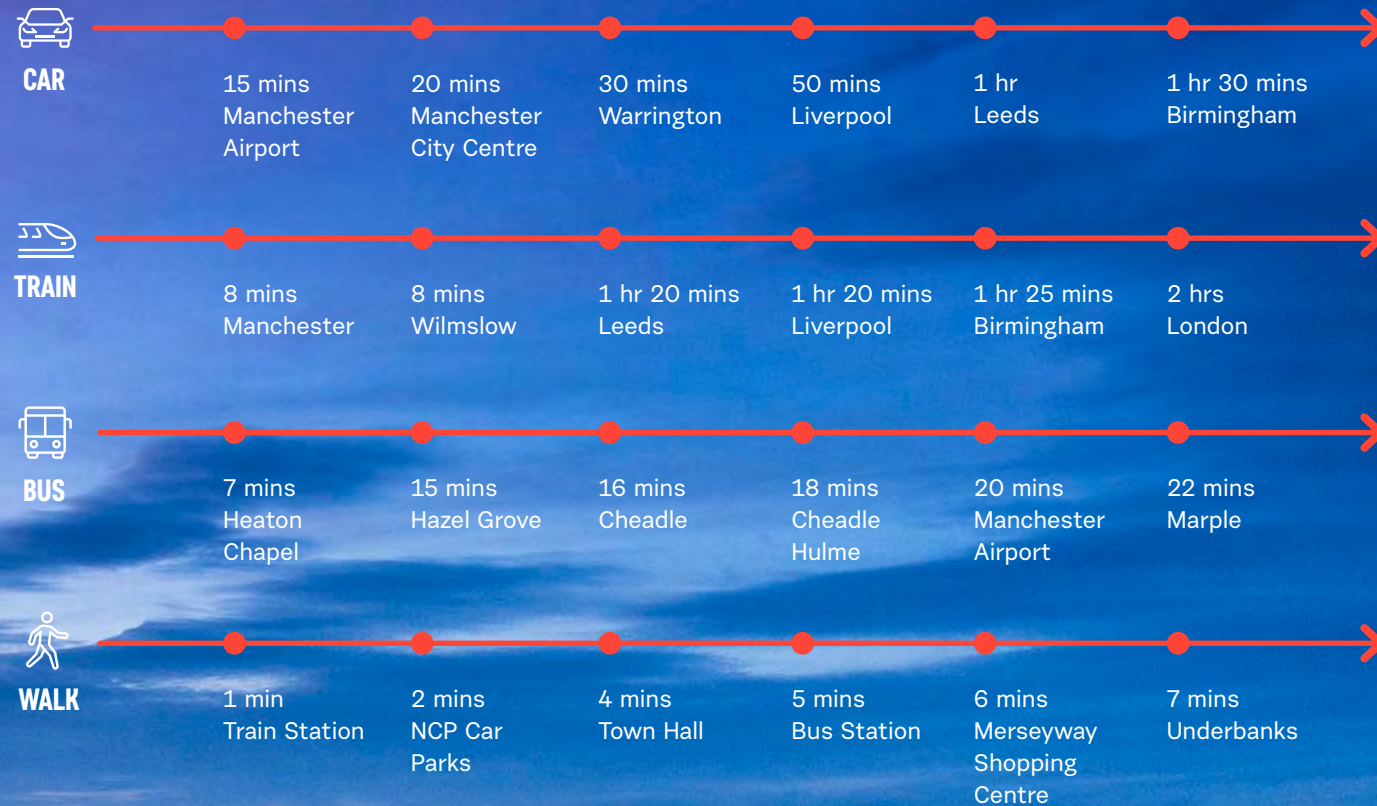 CAR
15 mins
Manchester
Airport
20 mins
Manchester
City Centre
30 mins
Warrington
50 mins
Liverpool
1 hr
Leeds
1 hr 30 mins
Birmingham
TRAIN
8 mins
Manchester
8 mins
Wilmslow
1 hr 20 mins
Leeds
1 hr 20 mins
Liverpool
1 hr 25 mins
Birmingham
2 hrs
London
BUS
7 mins
Heaton
Chapel
15 mins
Hazel Grove
16 mins
Cheadle
18 mins
Cheadle
Hulme
20 mins
Manchester
Airport
22 mins
Marple
WALK
1 min
Train Station
2 mins
NCP Car
Parks
4 mins
Town Hall
5 mins
Bus Station
6 mins
Merseyway
Shopping
Centre
7 mins
Underbanks